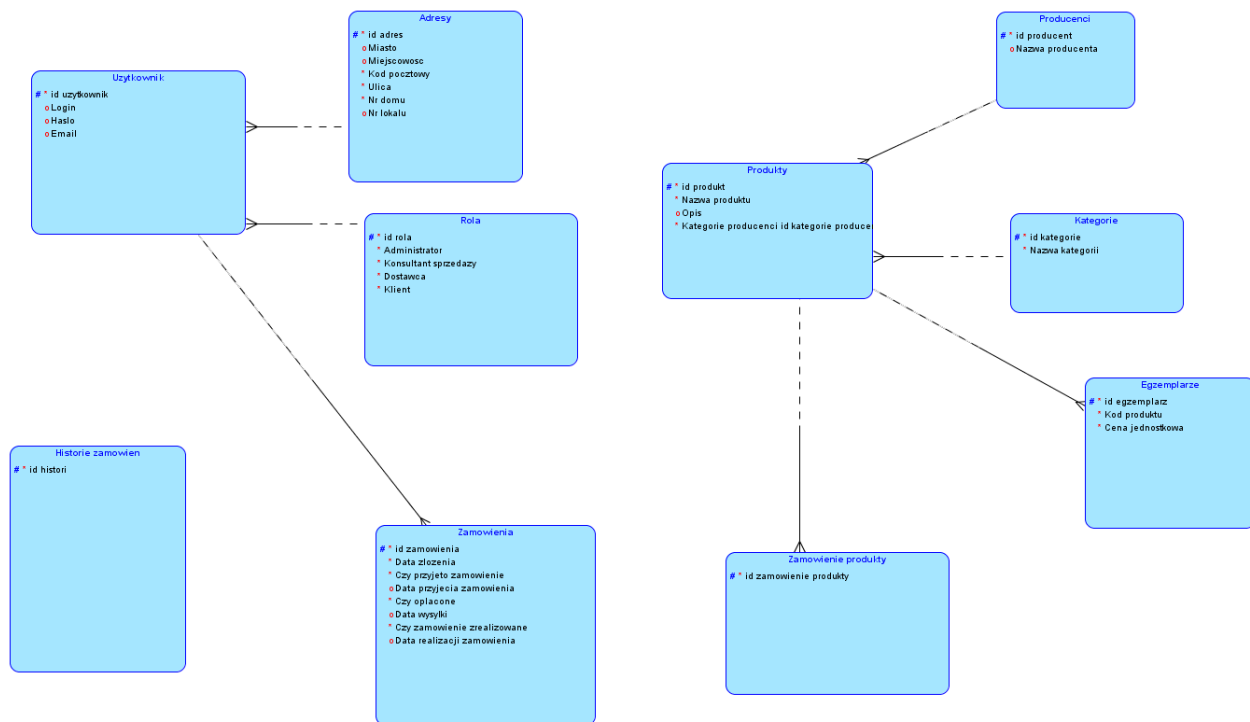 Adresy
# * id adres
o Miasto
o Miejscowosc
* Kod pocztowy
* Ulica
* Nr domu
o Nr lokalu
Producenci
# * id producent
o Nazwa producenta
Uzytkownik
# * id uzytkownik
o Login
o Haslo
o Email
Produkty
# * id produkt
* Nazwa produktu
o Opis
* Kategorie producenci id kategorie produce
Rola
# * id rola
* Administrator
* Konsultant sprzedazy
* Dostawca
* Klient
Kategorie
# * id kategorie
* Nazwa kategorii
Egzemplarze
# * id egzemplarz
* Kod produktu
* Cena jednostkowa
Historie zamowien
# * id histori
Zamowienia
# * id zamowienia
* Data zlozenia
* Czy przyjeto zamowienie
o Data przyjecia zamowienia
* Czy oplacone
o Data wysylki
* Czy zamowienie zrealizowane
o Data realizacji zamowienia
Zamowienie produkty
# * id zamowienie produkty